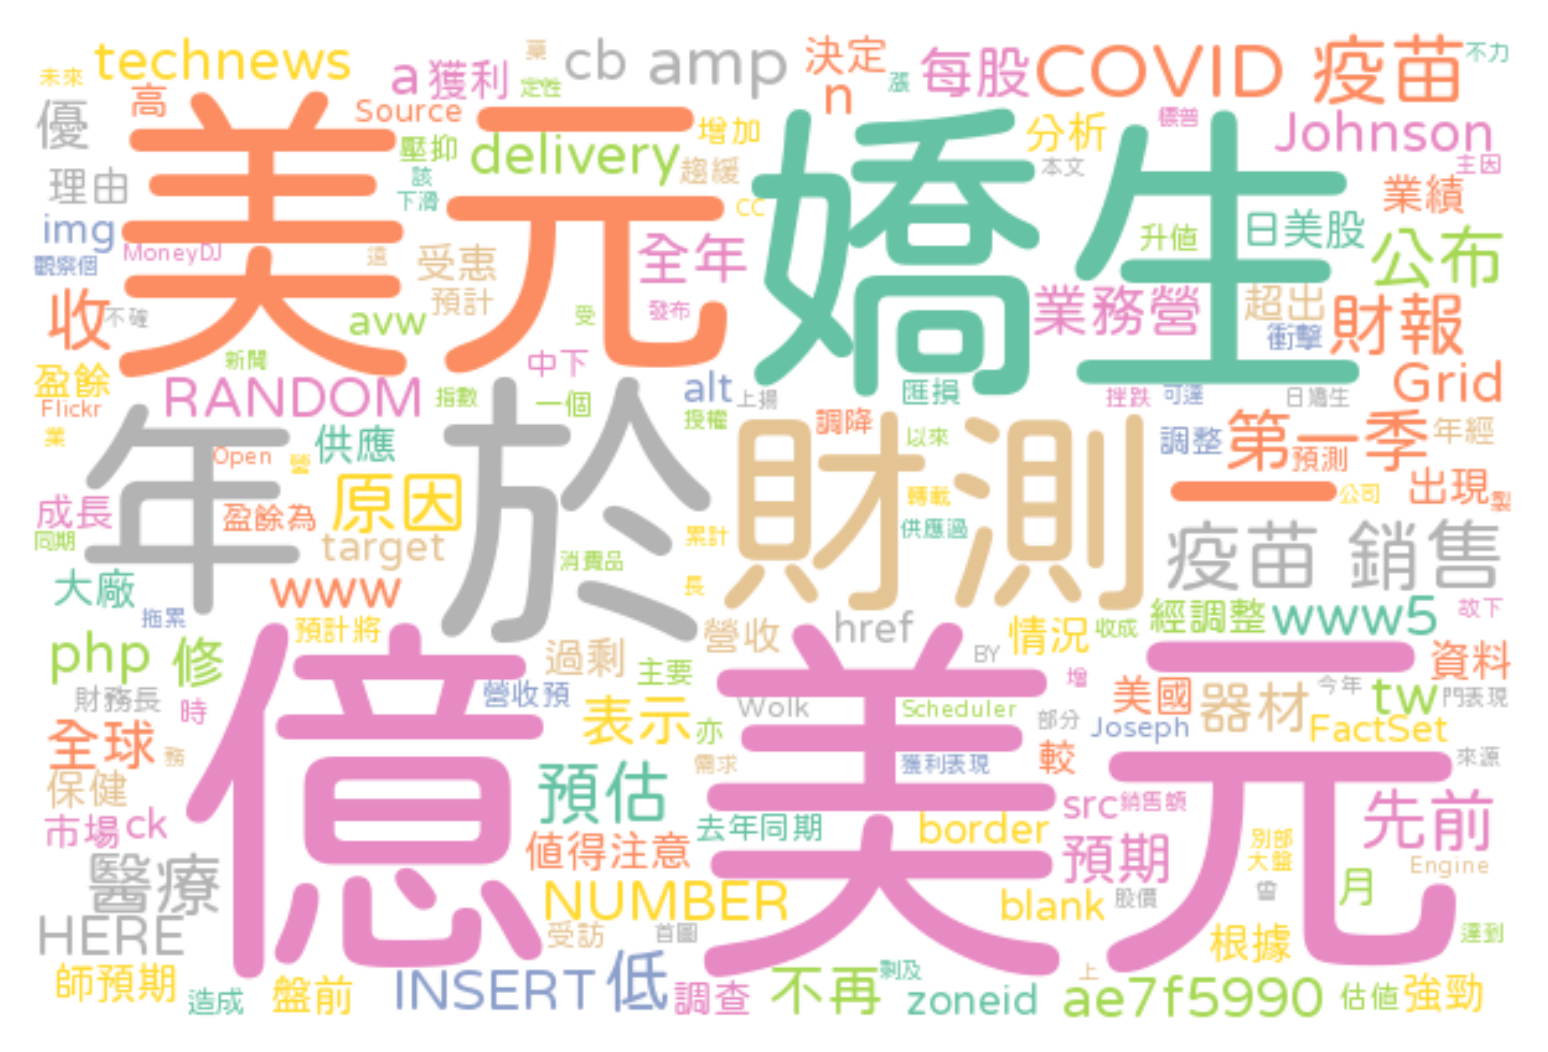 未來 technews a 獲利 藥 定性 cb amp 決定 n 漲 每股 COVID 疫苗 不力
優 高 Source 壓抑 delivery 增加 分析 標普 Johnson
美元 嬌生
理由 該 下滑 趨緩 CC 本文 主因 業績
img MoneyDJ 這 受惠 全年 升值 日美股 公布
觀察個 收 不確 avw 預計 受 發布 業務營 超出 衝擊 財報
盈餘 新聞 RANDOM 指數 中下 一個 alt 上揚 匯損 挫跌 可達 日嬌生 Grid
Flickr 業 Open 供應 授權 調降 以來 調整 第一季 預測 年經
年 於 財測
成長 同期 盈餘為 原因 target 消費品 累計 長 轉載 供應過 一 公司 出現 製
大廠 拖累 www 疫苗 銷售
php 修 預計將 過剩 主要 營收 href BY 情況 收成 經調整 www5 故下
億 美元
財務長 時 營收預 表示 亦 Wolk Scheduler 增 部分 美國 Joseph 器材 今年 tw FactSet 門表現 資料
全球 務 保健 預估 需求 獲利表現 較 來源
市場 ck 值得注意 去年同期 border src 銷售額 預期 別部 大盤 先前 Engine
醫療 HERE NUMBER blank 股價 曾 月
師預期 造成 盤前 受訪 首圖 INSERT 低 調查 不再 剩及 zoneid 上 ae7f5990 根據 估值 強勁 達到